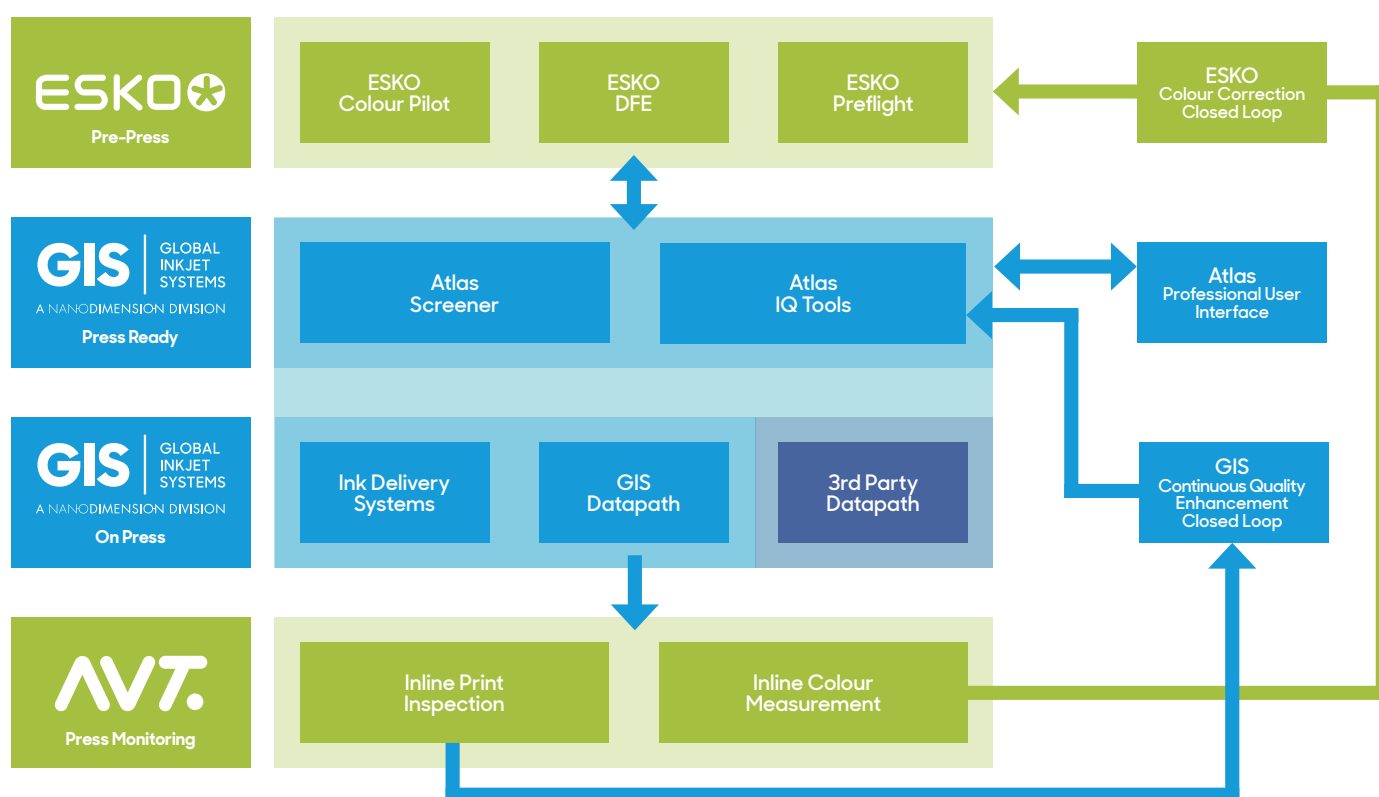 ESKO
Pre-Press
ESKO
Colour Pilot
ESKO
DFE
ESKO
Preflight
ESKO
Colour Correction
Closed Loop
GIS
GLOBAL
INKJET
SYSTEMS
A NANODIMENSION DIVISION
Press Ready
Atlas
Screener
Atlas
IQ Tools
Atlas
Professional User
Interface
GIS
GLOBAL
INKJET
SYSTEMS
A NANODIMENSION DIVISION
On Press
Ink Delivery
Systems
GIS
Datapath
3rd Party
Datapath
GIS
Continuous Quality
Enhancement
Closed Loop
AVT.
Press Monitoring
Inline Print
Inspection
Inline Colour
Measurement